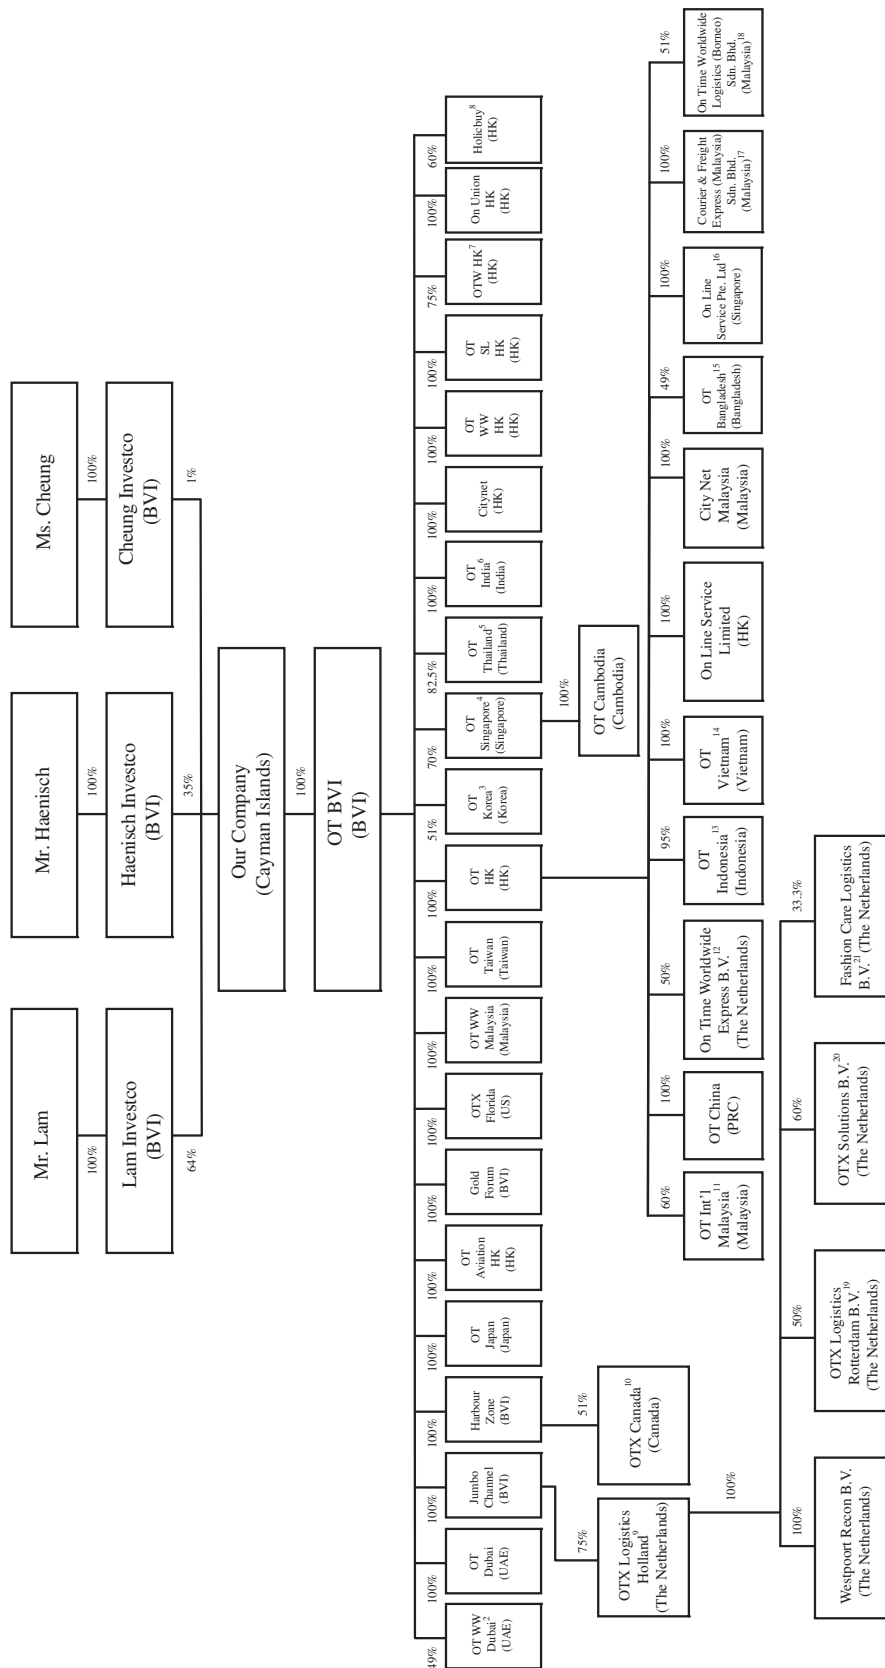 Mr. Lam
Mr. Haenisch
Ms. Cheung
100%
100%
100%
Lam Investco
(BVI)
Haenisch Investco
(BVI)
Cheung Investco
(BVI)
64%
35%
1%
Our Company
(Cayman Islands)
100%
OT BVI
(BVI)
49%
100%
100%
100%
100%
100%
100%
100%
100%
100%
100%
51%
70%
82.5%
100%
100%
100%
100%
75%
100%
60%
OT WW
Dubai²
(UAE)
OT
Dubai
(UAE)
Jumbo
Channel
(BVI)
Harbour
Zone
(BVI)
OT
Japan
(Japan)
OT
Aviation
HK
(HK)
Gold
Forum
(BVI)
OTX
Florida
(US)
OT WW
Malaysia
(Malaysia)
OT
Taiwan
(Taiwan)
OT
HK
(HK)
OT
Korea³
(Korea)
OT
Singapore⁴
(Singapore)
OT
Thailand⁵
(Thailand)
OT
India⁶
(India)
Citynet
(HK)
OT
WW
HK
(HK)
OT
SL
HK
(HK)
OTW HK⁷
(HK)
On Union
HK
(HK)
Holicbuy⁸
(HK)
75%
51%
100%
OTX Logistics
Holland⁹
(The Netherlands)
OTX Canada¹⁰
(Canada)
OT Cambodia
(Cambodia)
100%
60%
100%
50%
95%
100%
100%
100%
49%
100%
100%
51%
OT Int'l
Malaysia¹¹
(Malaysia)
OT China
(PRC)
On Time Worldwide
Express B.V.¹²
(The Netherlands)
OT
Indonesia¹³
(Indonesia)
OT
Vietnam¹⁴
(Vietnam)
On Line Service
Limited
(HK)
City Net
Malaysia
(Malaysia)
OT
Bangladesh¹⁵
(Bangladesh)
On Line
Service Pte. Ltd¹⁶
(Singapore)
Courier & Freight
Express (Malaysia)
Sdn. Bhd.
(Malaysia)¹⁷
On Time Worldwide
Logistics (Borneo)
Sdn. Bhd.
(Malaysia)¹⁸
100%
50%
60%
33.3%
Westpoort Recon B.V.
(The Netherlands)
OTX Logistics
Rotterdam B.V.¹⁹
(The Netherlands)
OTX Solutions B.V.²⁰
(The Netherlands)
Fashion Care Logistics
B.V.²¹ (The Netherlands)